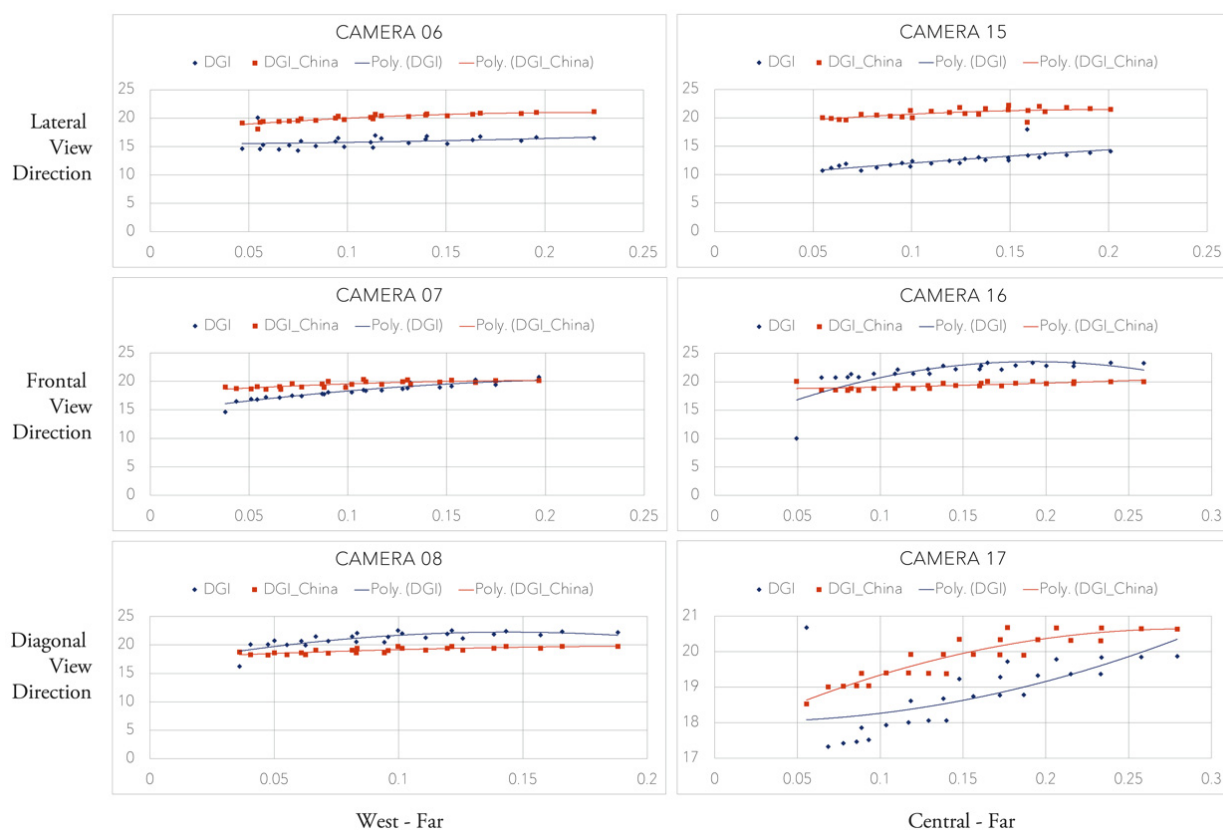 CAMERA 06
DGI DGI_China Poly. (DGI) Poly. (DGI_China)
25
20
15
10
5
0
0 0.05 0.1 0.15 0.2 0.25
CAMERA 15
DGI DGI_China Poly. (DGI) Poly. (DGI_China)
25
20
15
10
5
0
0 0.05 0.1 0.15 0.2 0.25
Lateral
View
Direction
CAMERA 07
DGI DGI_China Poly. (DGI) Poly. (DGI_China)
25
20
15
10
5
0
0 0.05 0.1 0.15 0.2 0.25
CAMERA 16
DGI DGI_China Poly. (DGI) Poly. (DGI_China)
25
20
15
10
5
0
0 0.05 0.1 0.15 0.2 0.25 0.3
Frontal
View
Direction
CAMERA 08
DGI DGI_China Poly. (DGI) Poly. (DGI_China)
25
20
15
10
5
0
0 0.05 0.1 0.15 0.2
CAMERA 17
DGI DGI_China Poly. (DGI) Poly. (DGI_China)
21
20
19
18
17
0 0.05 0.1 0.15 0.2 0.25 0.3
Diagonal
View
Direction
West - Far
Central - Far